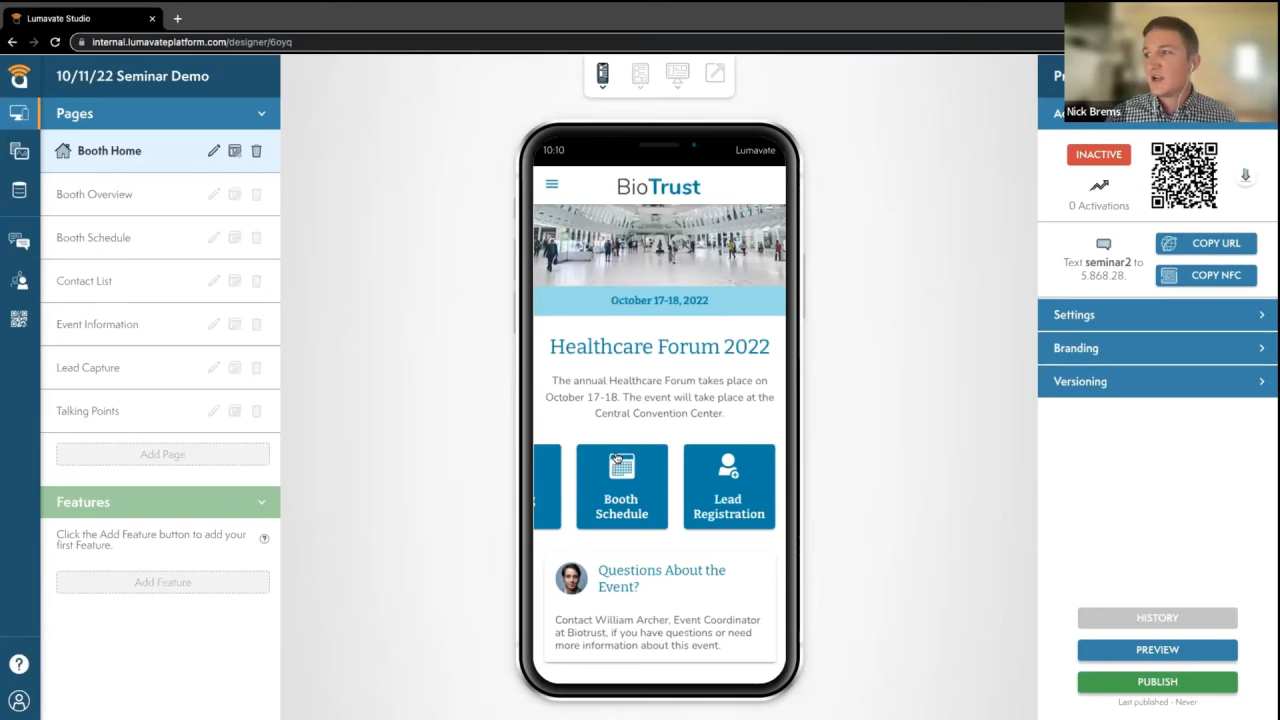 Lumavate Studio
internal.lumavateplatform.com/designer/6oyq
10/11/22 Seminar Demo
Pages
Booth Home
Booth Overview
Booth Schedule
Contact List
Event Information
Lead Capture
Talking Points
Add Page
Features
Click the Add Feature button to add your
first Feature.
Add Feature
10:10
Lumavate
BioTrust
October 17-18, 2022
Healthcare Forum 2022
The annual Healthcare Forum takes place on
October 17-18. The event will take place at the
Central Convention Center.
Booth
Schedule
Lead
Registration
Questions About the
Event?
Contact William Archer, Event Coordinator
at Biotrust, if you have questions or need
more information about this event.
Nick Brems
INACTIVE
0 Activations
Text seminar2 to
5.868.28.
COPY URL
COPY NFC
Settings
Branding
Versioning
HISTORY
PREVIEW
PUBLISH
Last published - Never